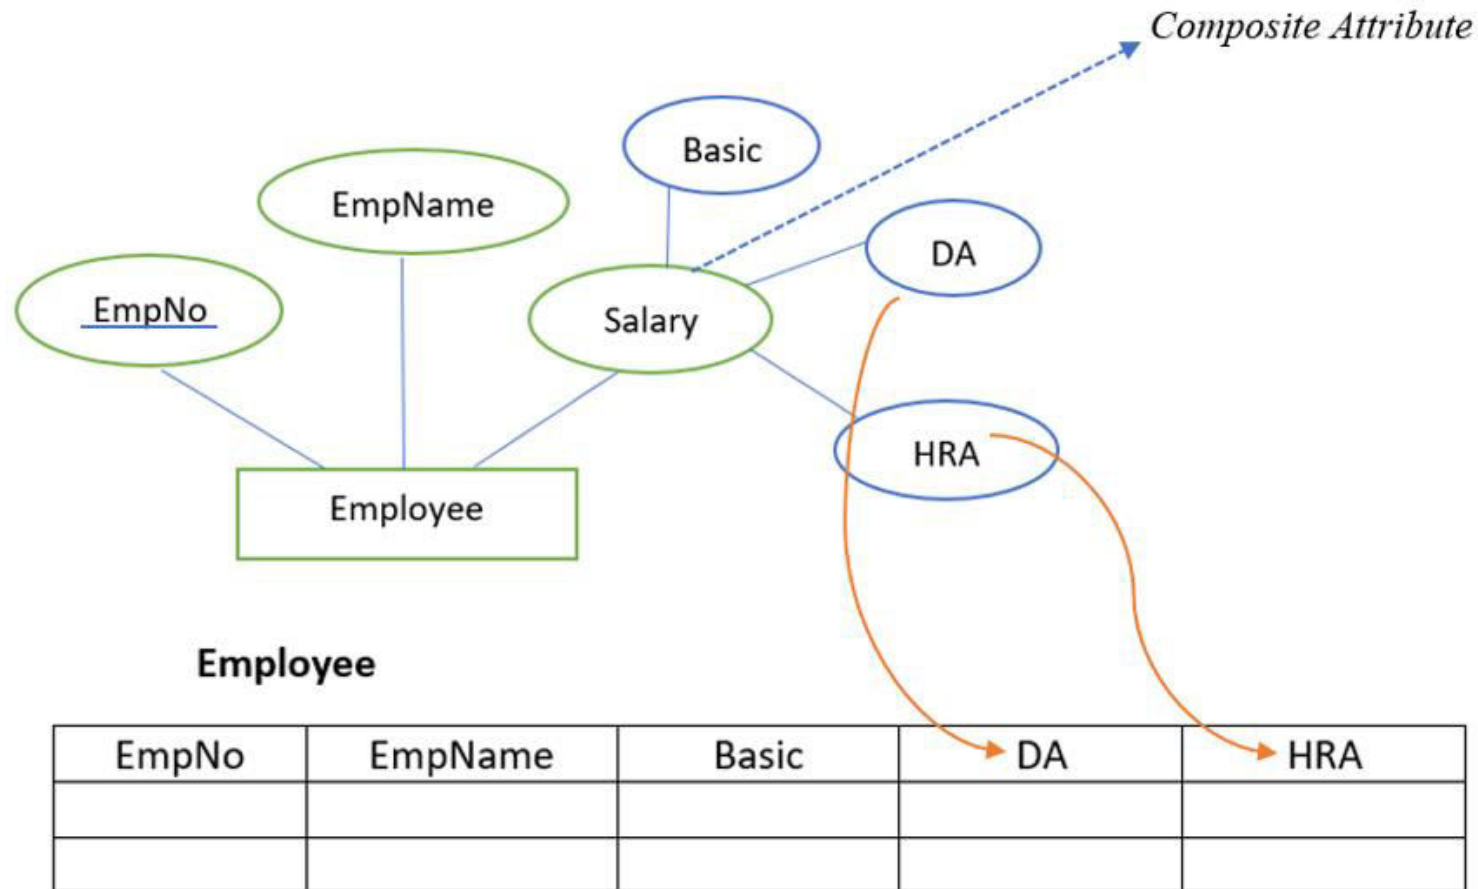 Composite Attribute
Basic
EmpName
DA
EmpNo
Salary
HRA
Employee
Employee
EmpNo EmpName Basic DA HRA